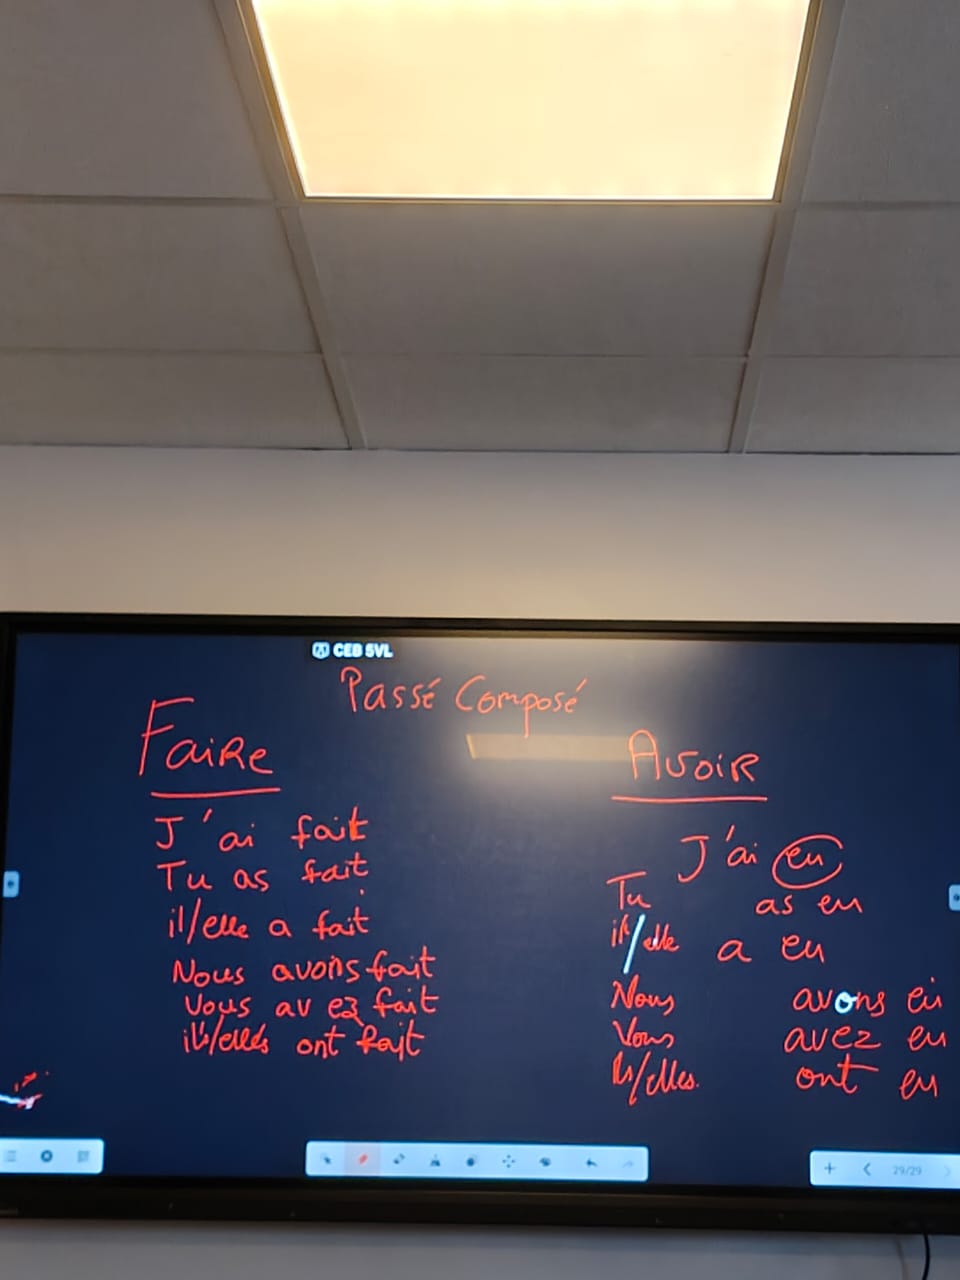 CEB 5VL
Passé Composé
Faire
J'ai fait
Tu as fait
il/elle a fait
Nous avons fait
Vous avez fait
ils/elles ont fait
Avoir
J'ai eu
Tu as eu
il/elle a eu
Nous avons eu
Vous avez eu
ils/elles. ont eu
29/29